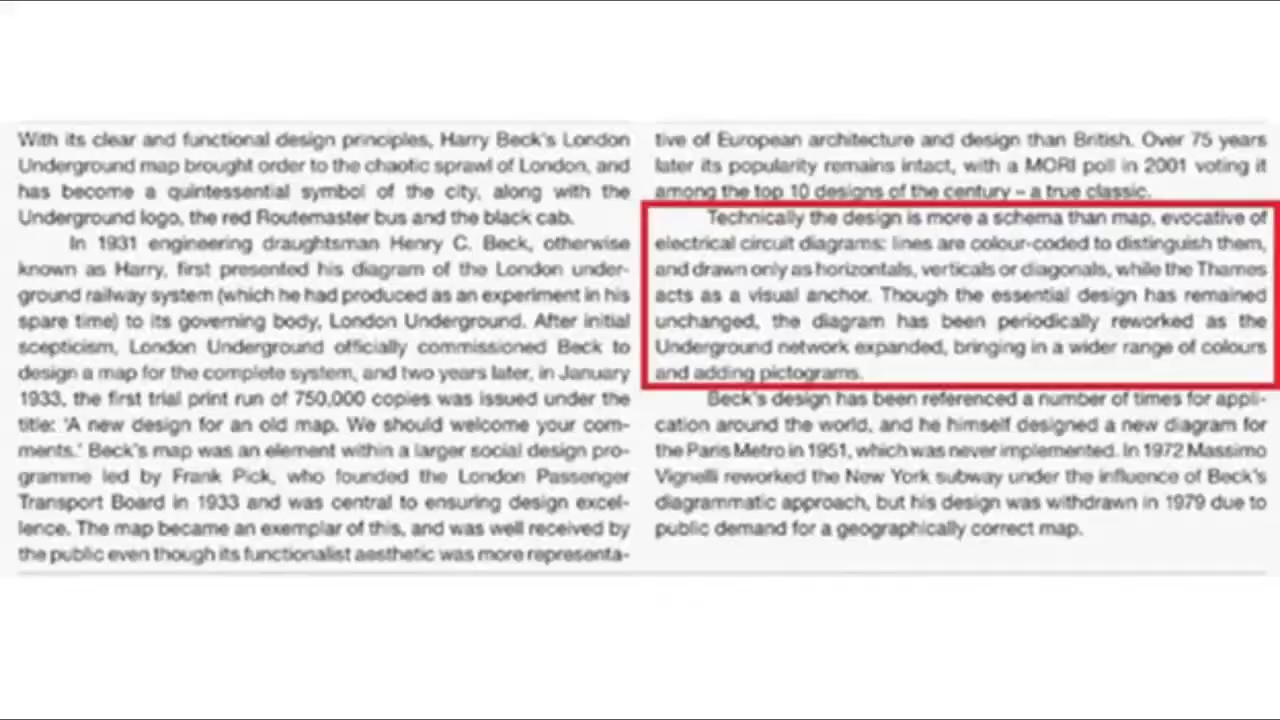 With its clear and functional design principles, Harry Beck's London
Underground map brought order to the chaotic sprawl of London, and
has become a quintessential symbol of the city, along with the
Underground logo, the red Routemaster bus and the black cab.
In 1931 engineering draughtsman Henry C. Beck, otherwise
known as Harry, first presented his diagram of the London under-
ground railway system (which he had produced as an experiment in his
spare time) to its governing body, London Underground. After initial
scepticism, London Underground officially commissioned Beck to
design a map for the complete system, and two years later, in January
1933, the first trial print run of 750,000 copies was issued under the
title: 'A new design for an old map. We should welcome your com-
ments.' Beck's map was an element within a larger social design pro-
gramme led by Frank Pick, who founded the London Passenger
Transport Board in 1933 and was central to ensuring design excel-
lence. The map became an exemplar of this, and was well received by
the public even though its functionalist aesthetic was more representa-
tive of European architecture and design than British. Over 75 years
later its popularity remains intact, with a MORI poll in 2001 voting it
among the top 10 designs of the century – a true classic.
Technically the design is more a schema than map, evocative of
electrical circuit diagrams: lines are colour-coded to distinguish them,
and drawn only as horizontals, verticals or diagonals, while the Thames
acts as a visual anchor. Though the essential design has remained
unchanged, the diagram has been periodically reworked as the
Underground network expanded, bringing in a wider range of colours
and adding pictograms.
Beck's design has been referenced a number of times for appli-
cation around the world, and he himself designed a new diagram for
the Paris Metro in 1951, which was never implemented. In 1972 Massimo
Vignelli reworked the New York subway under the influence of Beck's
diagrammatic approach, but his design was withdrawn in 1979 due to
public demand for a geographically correct map.